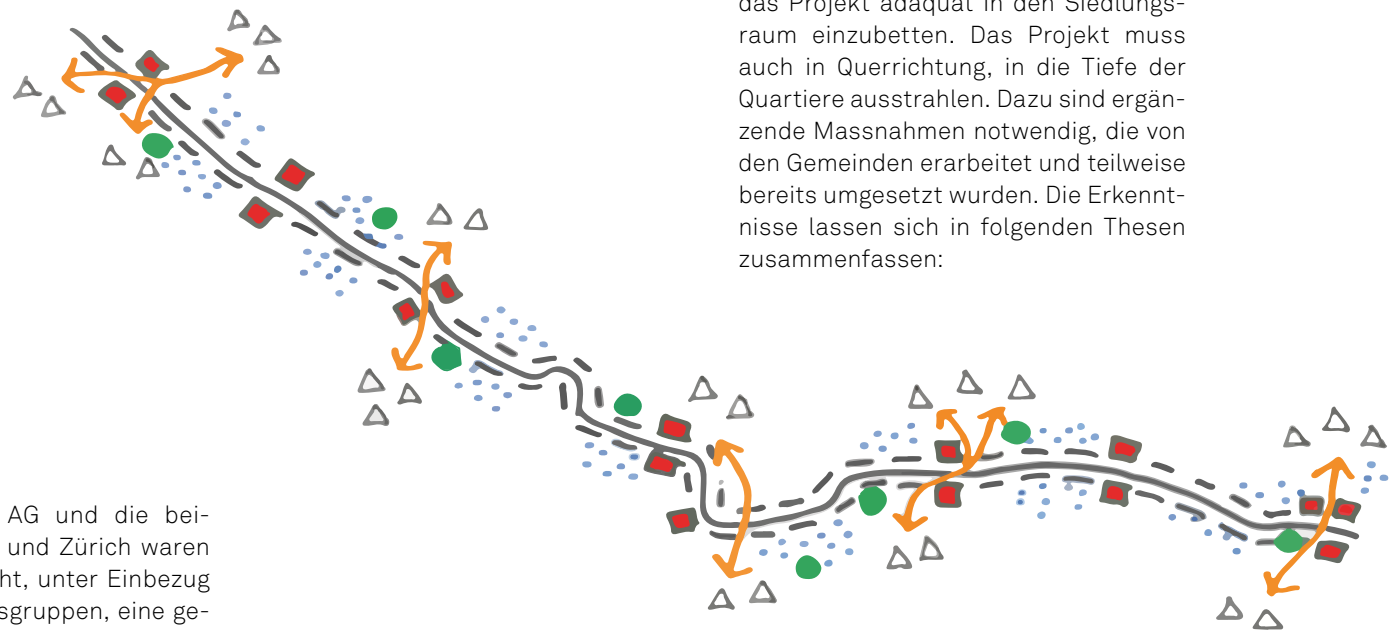 das Projekt adäquat in den Siedlungs-
raum einzubetten. Das Projekt muss
auch in Querrichtung, in die Tiefe der
Quartiere ausstrahlen. Dazu sind ergän-
zende Massnahmen notwendig, die von
den Gemeinden erarbeitet und teilweise
bereits umgesetzt wurden. Die Erkennt-
nisse lassen sich in folgenden Thesen
zusammenfassen:
AG und die bei-
und Zürich waren
ht, unter Einbezug
sgruppen, eine ge-